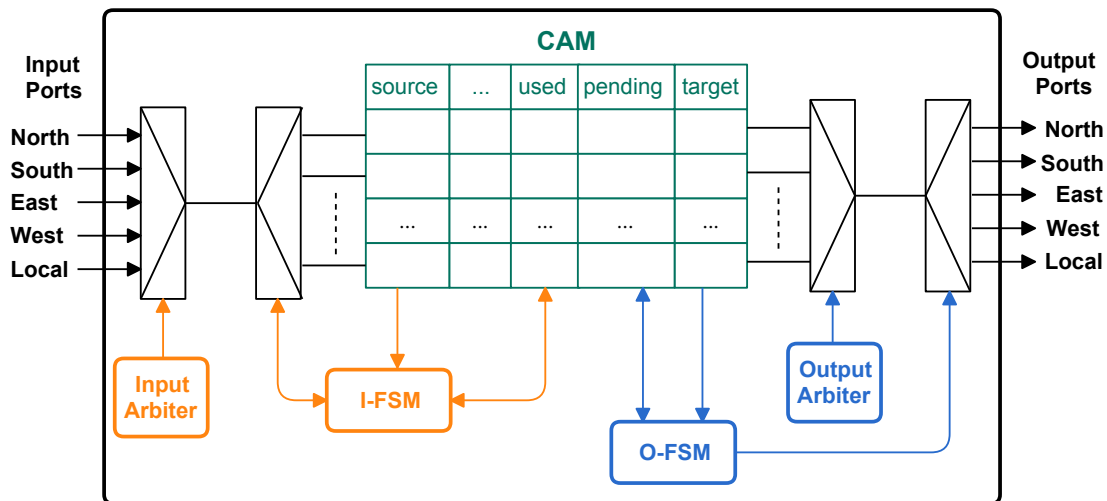 CAM
Input
Ports
Output
Ports
source ... used pending target
North
South
East
West
Local
... ... ... ... ...
North
South
East
West
Local
Input
Arbiter
I-FSM
Output
Arbiter
O-FSM